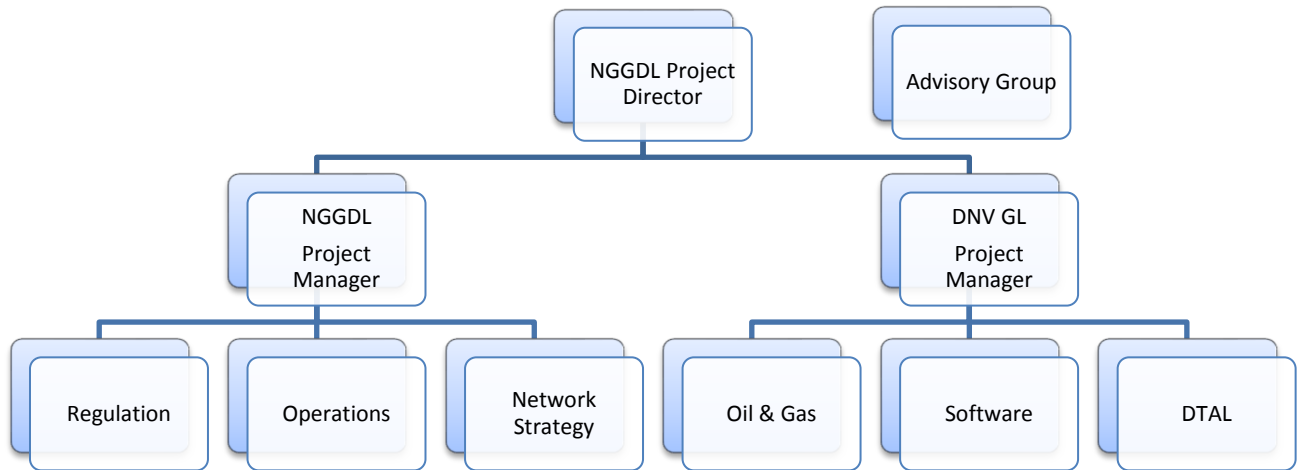 NGGDL Project
Director
Advisory Group
NGGDL
Project
Manager
DNV GL
Project
Manager
Regulation
Operations
Network
Strategy
Oil & Gas
Software
DTAL